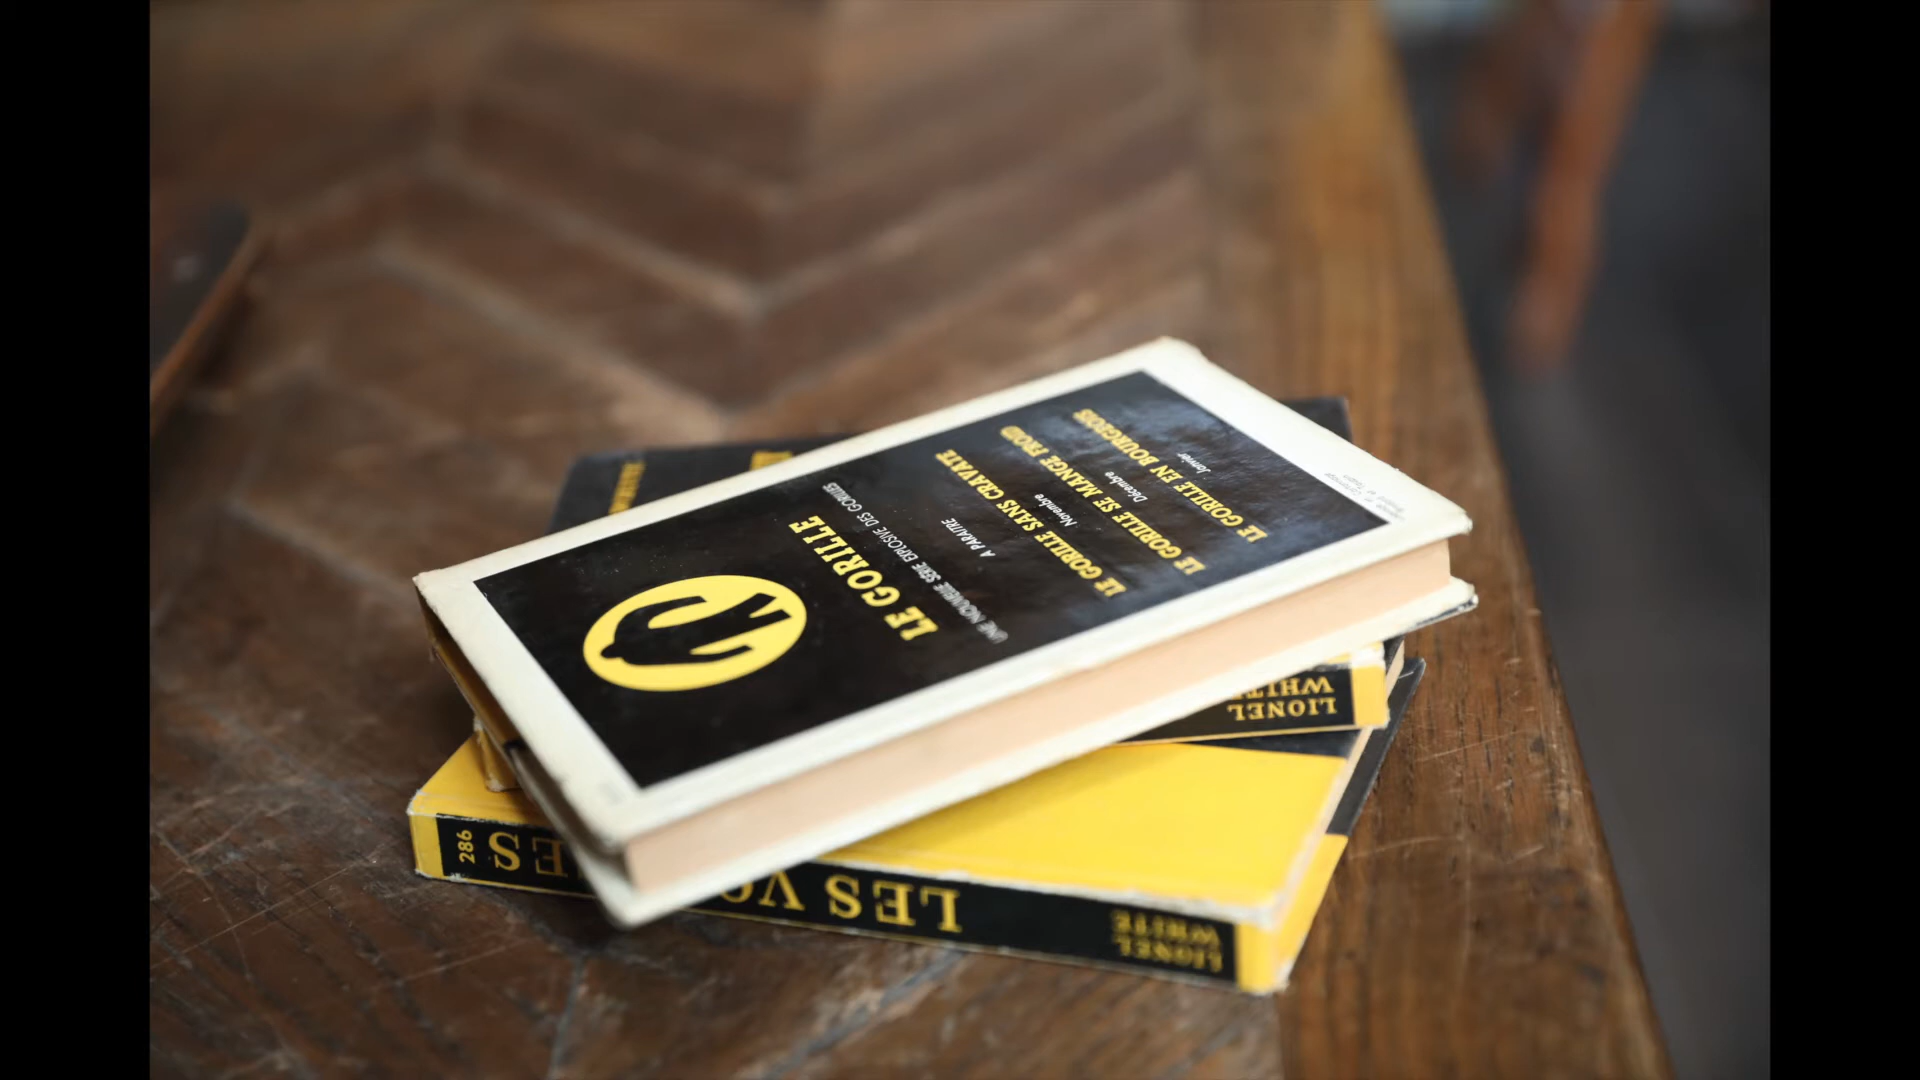 LE GORILLE
UNE NOUVELLE SÉRIE EXPLOSIVE DES GORILLES
A PARAITRE
LE GORILLE SANS CRAVATE
Novembre
LE GORILLE SE MANGE FROID
Décembre
LE GORILLE EN BOURGEOIS
Janvier
LIONEL
WHITE
LIONEL
WHITE
LES VO
ES
286